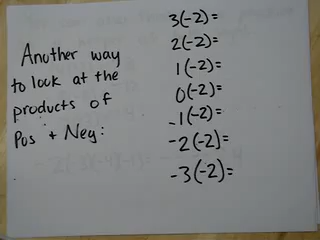 Another way
to look at the
products of
Pos + Neg:
3(-2)=
2(-2)=
1(-2)=
0(-2)=
-1(-2)=
-2(-2)=
-3(-2)=